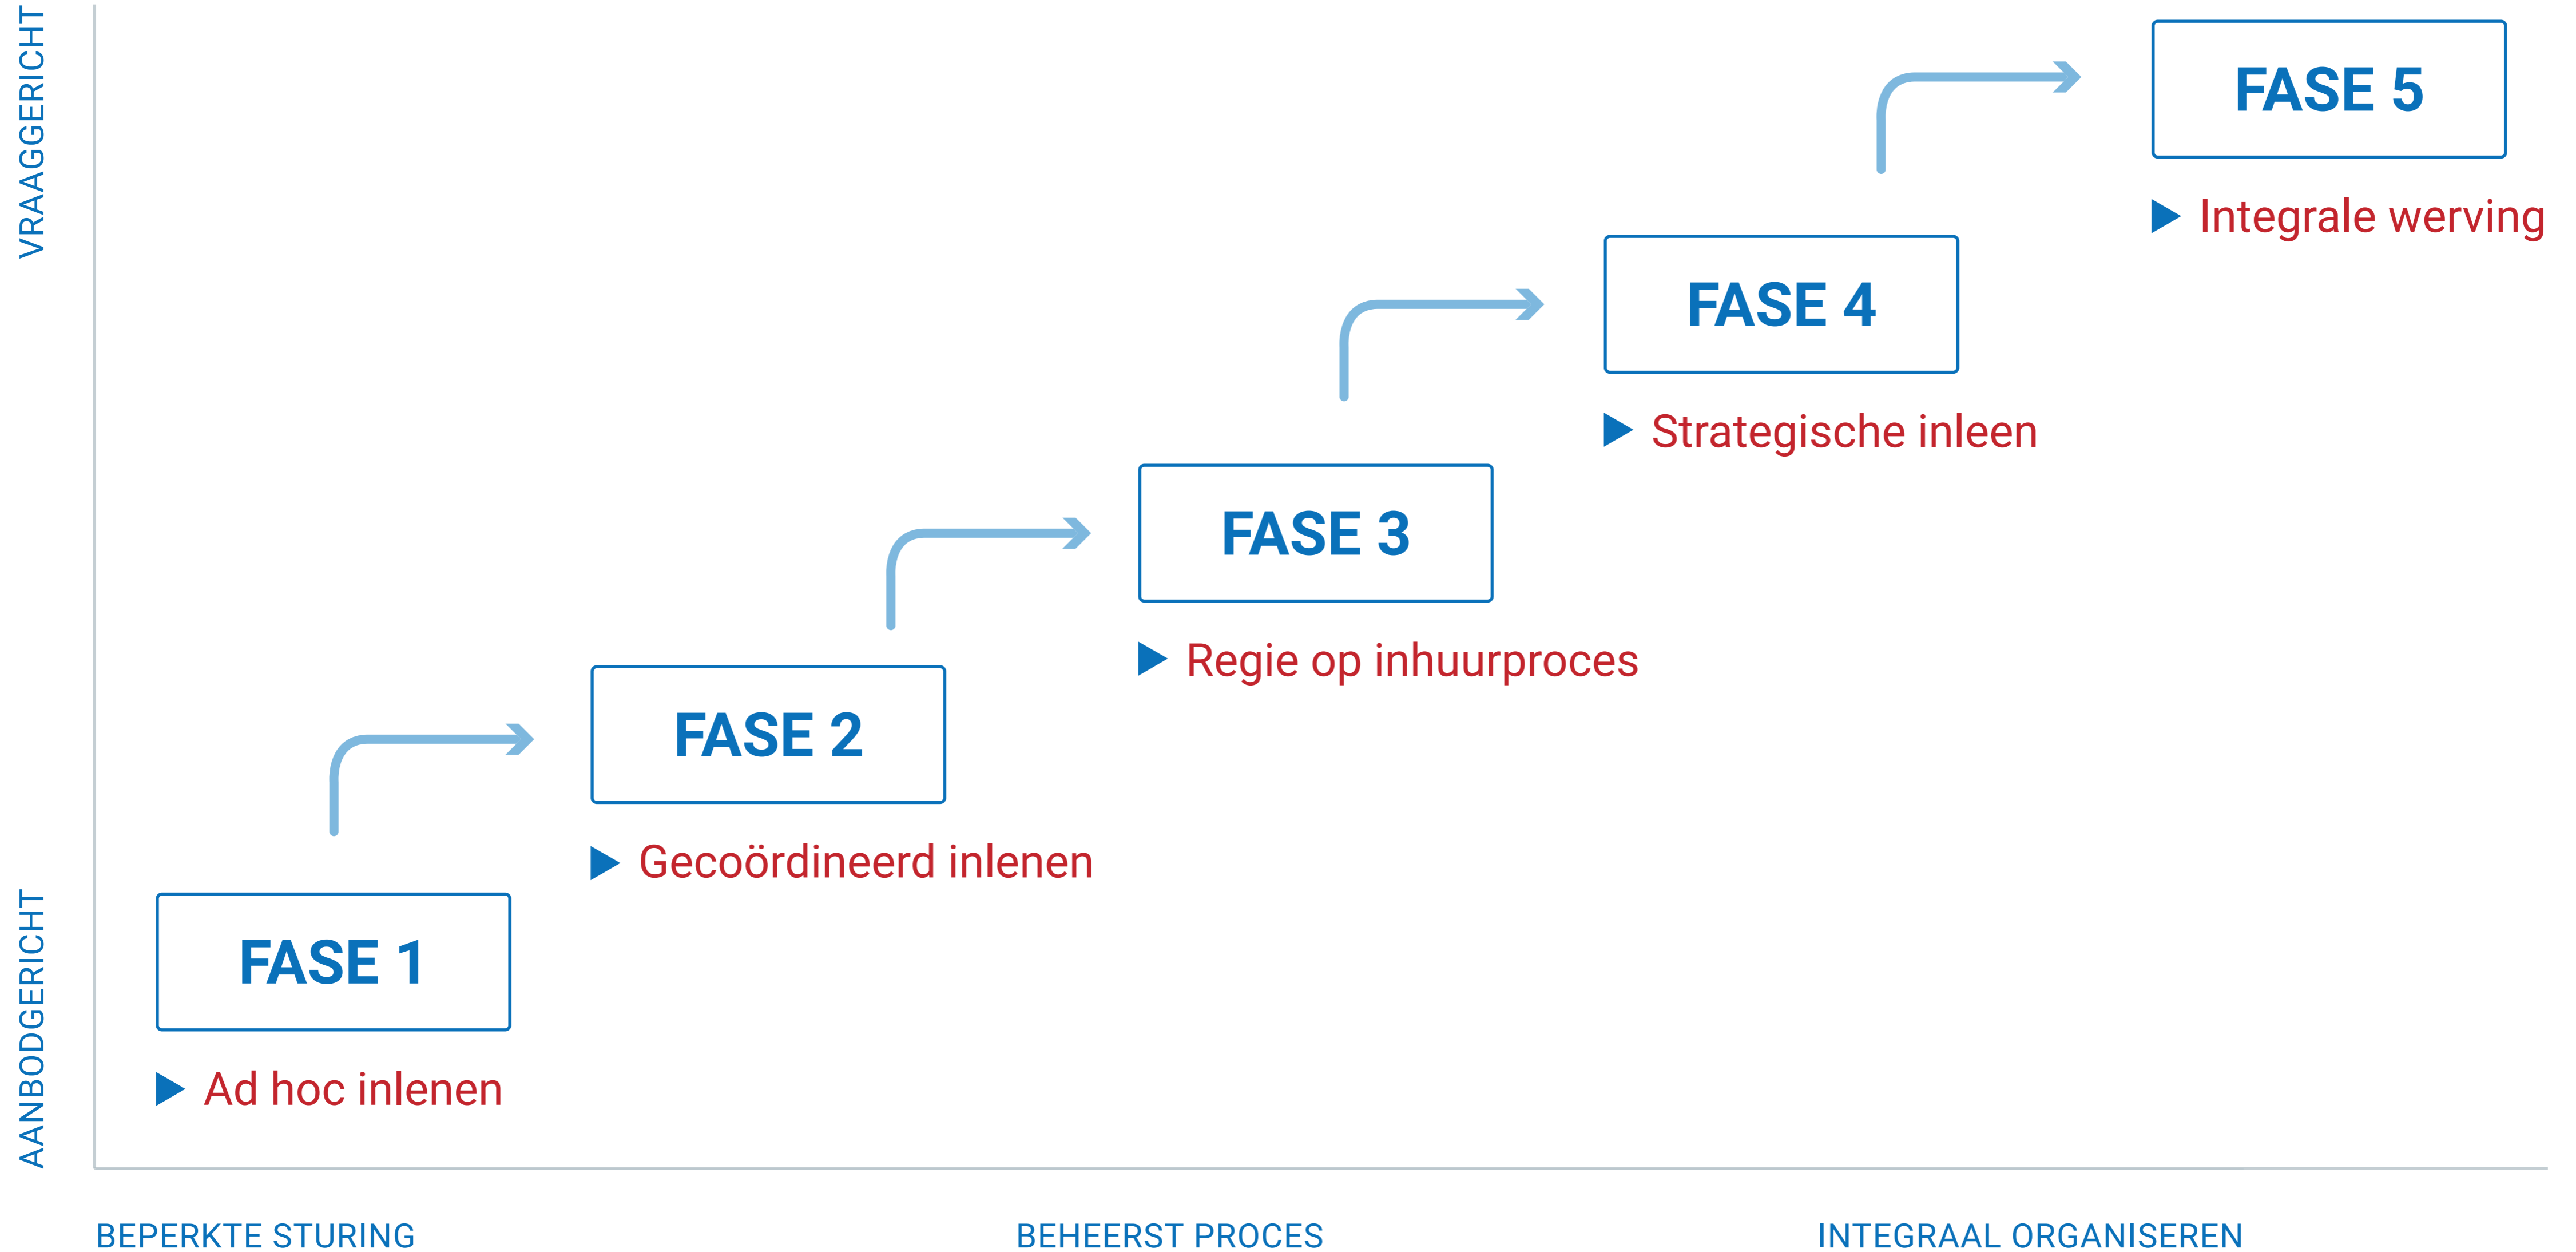 VRAAGGERICHT
AANBODGERICHT
FASE 1
Ad hoc inlenen
FASE 2
Gecoördineerd inlenen
FASE 3
Regie op inhuurproces
FASE 4
Strategische inleen
FASE 5
Integrale werving
BEPERKTE STURING
BEHEERST PROCES
INTEGRAAL ORGANISEREN